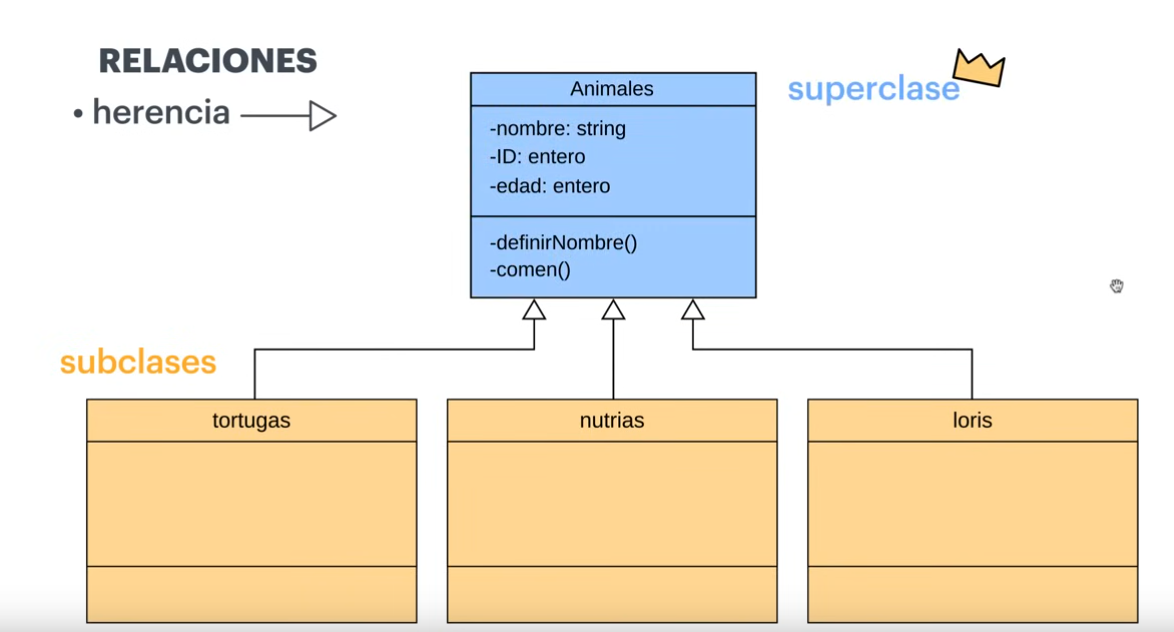 RELACIONES
• herencia
Animales
superclase
-nombre: string
-ID: entero
-edad: entero
-definirNombre()
-comen()
subclases
tortugas
nutrias
loris